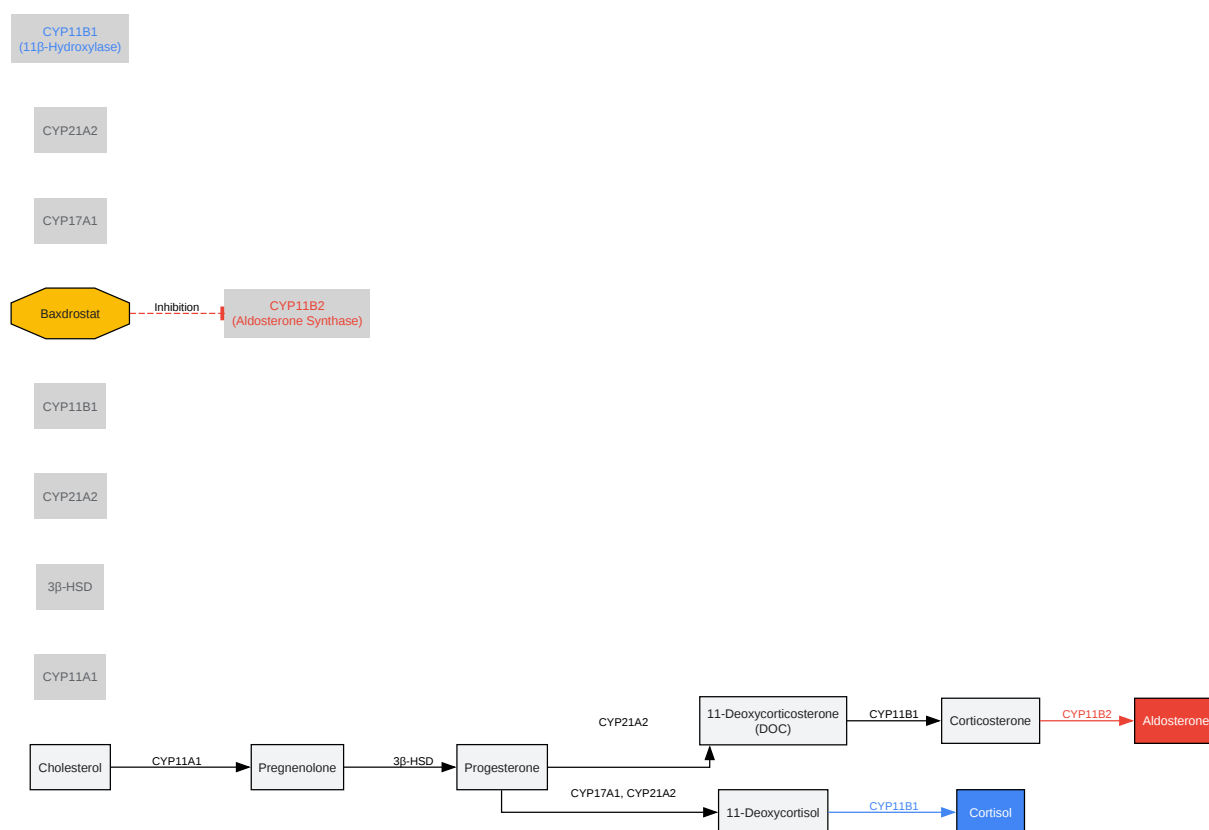 CYP11B1
(11β-Hydroxylase)
CYP21A2
CYP17A1
Baxdrostat
Inhibition
CYP11B2
(Aldosterone Synthase)
CYP11B1
CYP21A2
3β-HSD
CYP11A1
Cholesterol
CYP11A1
Pregnenolone
3β-HSD
Progesterone
CYP21A2
11-Deoxycorticosterone
(DOC)
CYP11B1
Corticosterone
CYP11B2
Aldosterone
CYP17A1, CYP21A2
11-Deoxycortisol
CYP11B1
Cortisol